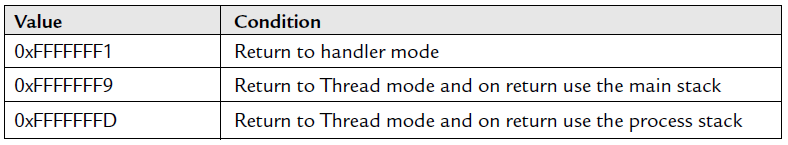 Value Condition
0xFFFFFFF1 Return to handler mode
0xFFFFFFF9 Return to Thread mode and on return use the main stack
0xFFFFFFFD Return to Thread mode and on return use the process stack